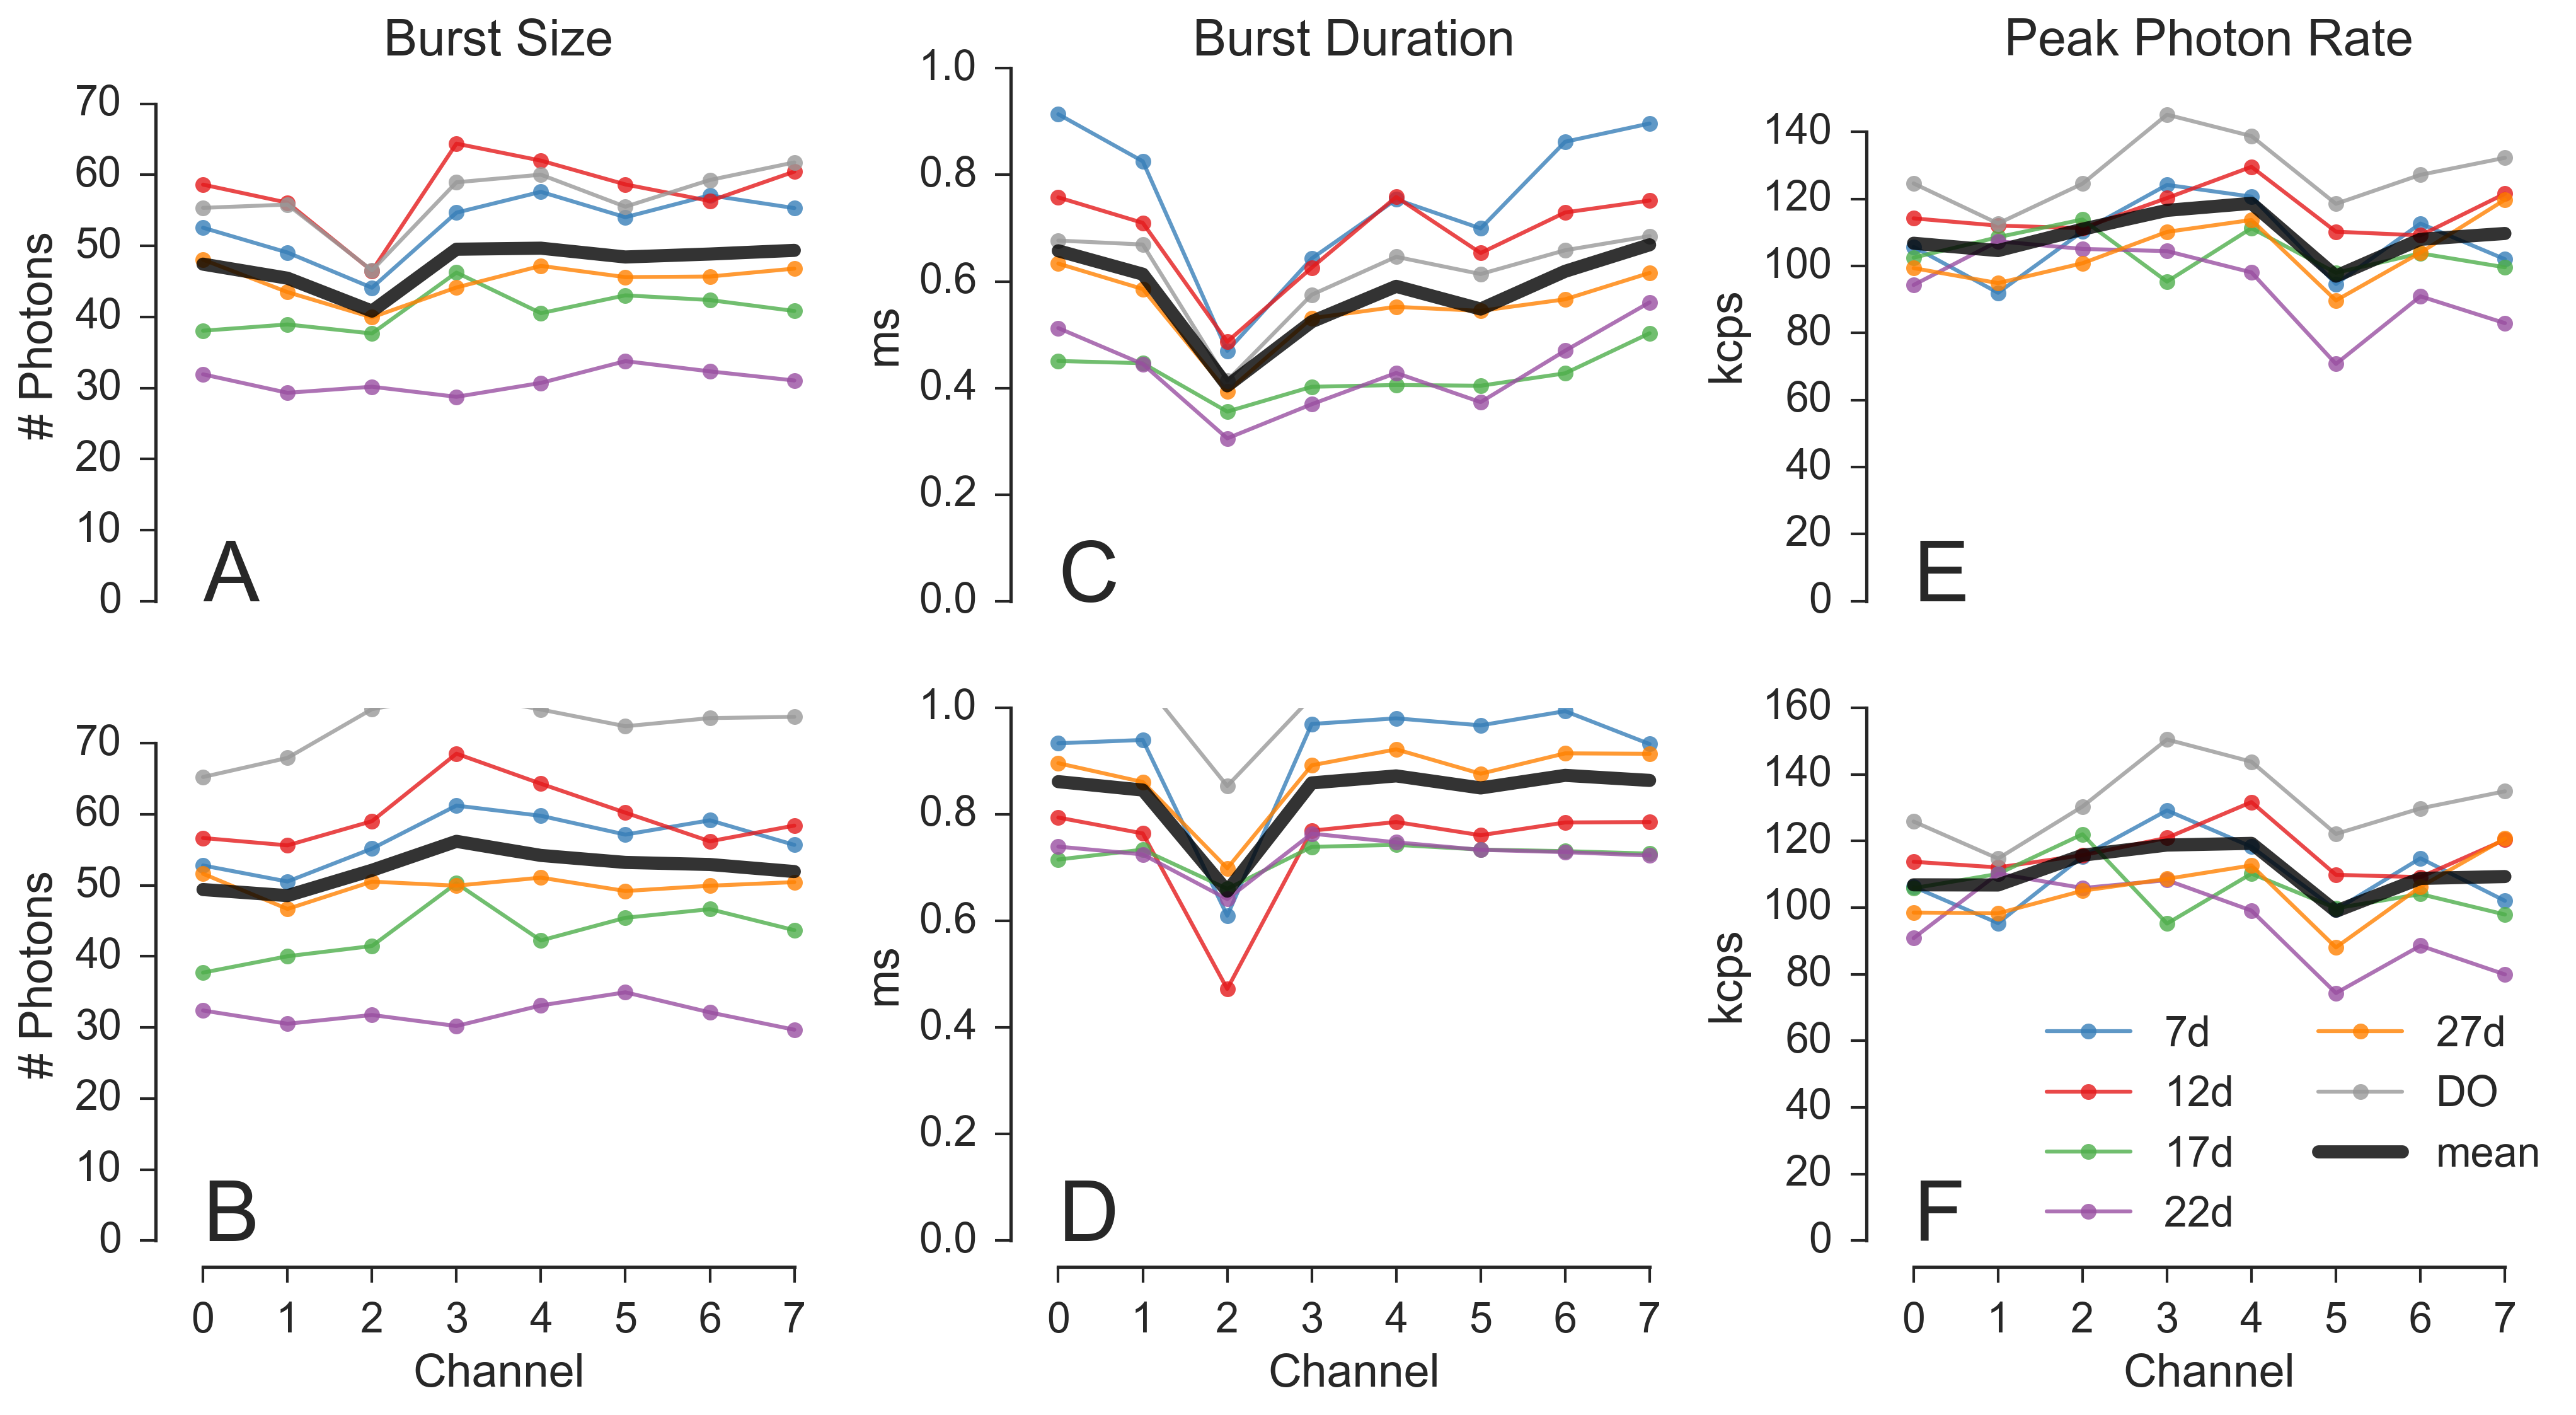 Burst Size
Burst Duration
Peak Photon Rate
70
60
50
40
30
20
10
0
# Photons
A
1.0
0.8
0.6
0.4
0.2
0.0
ms
C
140
120
100
80
60
40
20
0
kcps
E
70
60
50
40
30
20
10
0
# Photons
B
0 1 2 3 4 5 6 7
Channel
1.0
0.8
0.6
0.4
0.2
0.0
ms
D
0 1 2 3 4 5 6 7
Channel
160
140
120
100
80
60
40
20
0
kcps
F
7d
12d
17d
22d
27d
DO
mean
0 1 2 3 4 5 6 7
Channel